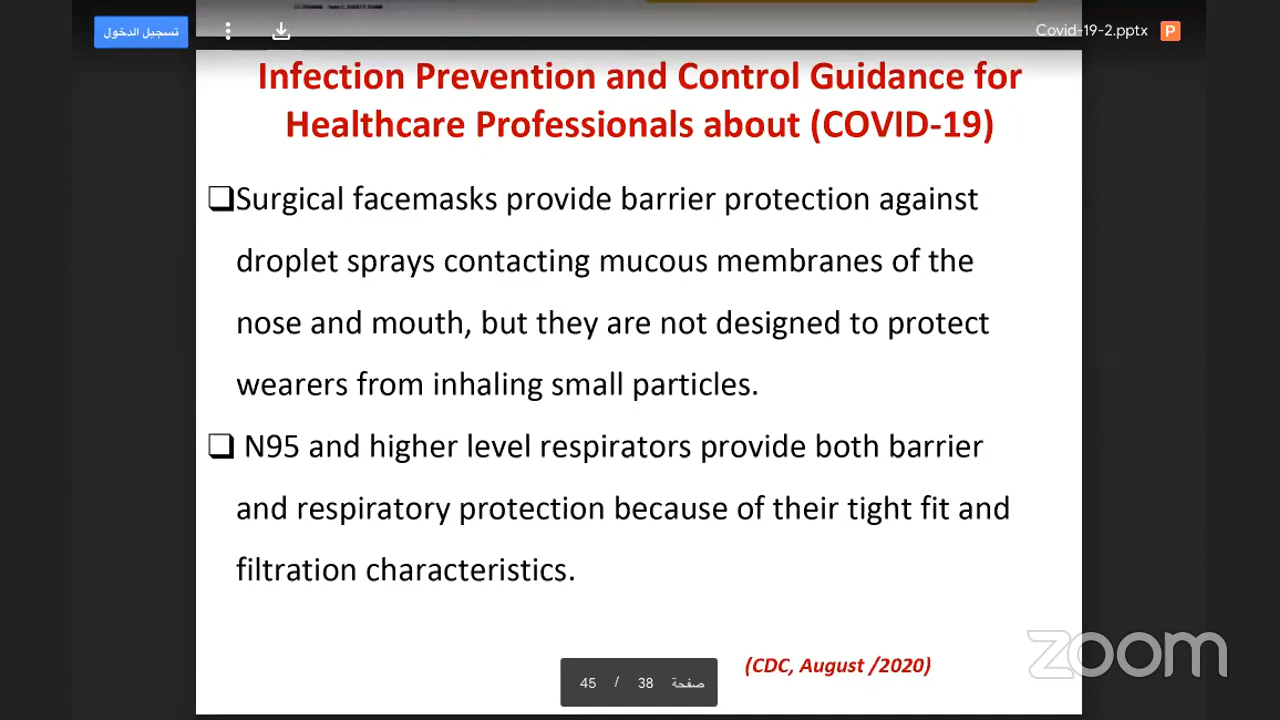 تسجيل الدخول
Covid-19-2.pptx
P
Infection Prevention and Control Guidance for
Healthcare Professionals about (COVID-19)
❑Surgical facemasks provide barrier protection against
droplet sprays contacting mucous membranes of the
nose and mouth, but they are not designed to protect
wearers from inhaling small particles.
❑ N95 and higher level respirators provide both barrier
and respiratory protection because of their tight fit and
filtration characteristics.
(CDC, August /2020)
صفحة 38 / 45
zoom